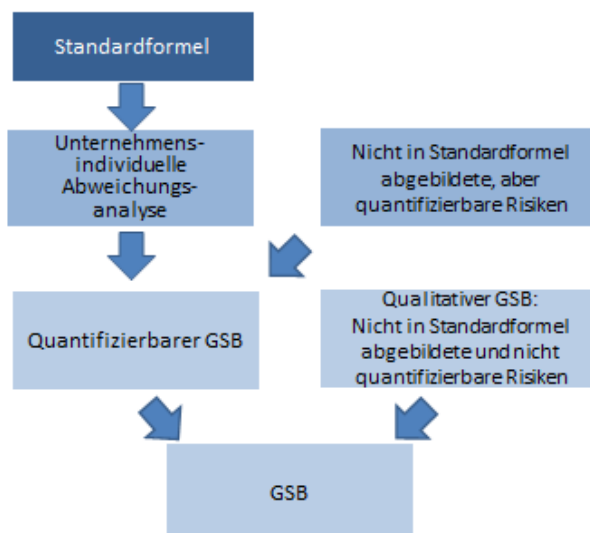 Standardformel
Unternehmens-
individuelle
Abweichungs-
analyse
Nicht in Standardformel
abgebildete, aber
quantifizierbare Risiken
Quantifizierbarer GSB
Qualitativer GSB:
Nicht in Standardformel
abgebildete und nicht
quantifizierbare Risiken
GSB